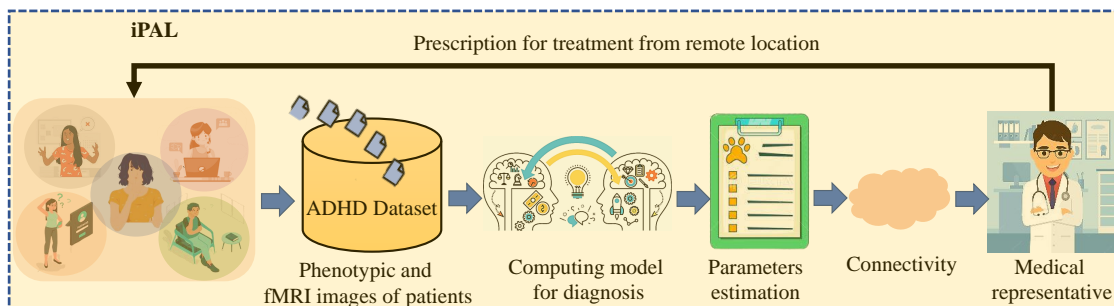 iPAL
Prescription for treatment from remote location
ADHD Dataset
Phenotypic and
fMRI images of patients
Computing model
for diagnosis
Parameters
estimation
Connectivity
Medical
representative